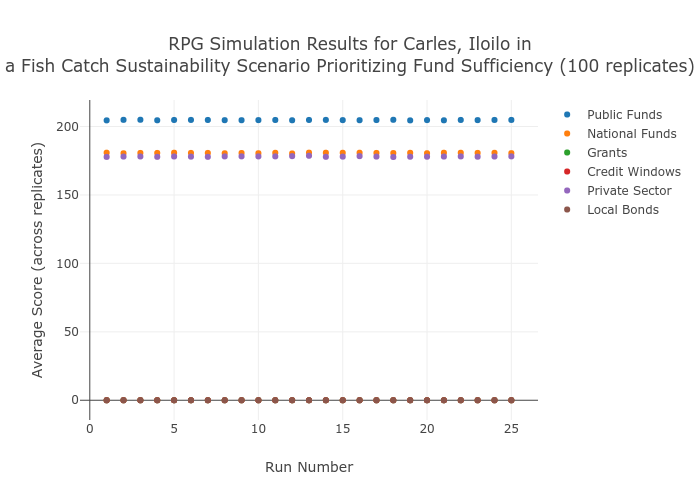 RPG Simulation Results for Carles, Iloilo in
a Fish Catch Sustainability Scenario Prioritizing Fund Sufficiency (100 replicates)
Average Score (across replicates)
200
150
100
50
0
0 5 10 15 20 25
Run Number
Public Funds
National Funds
Grants
Credit Windows
Private Sector
Local Bonds